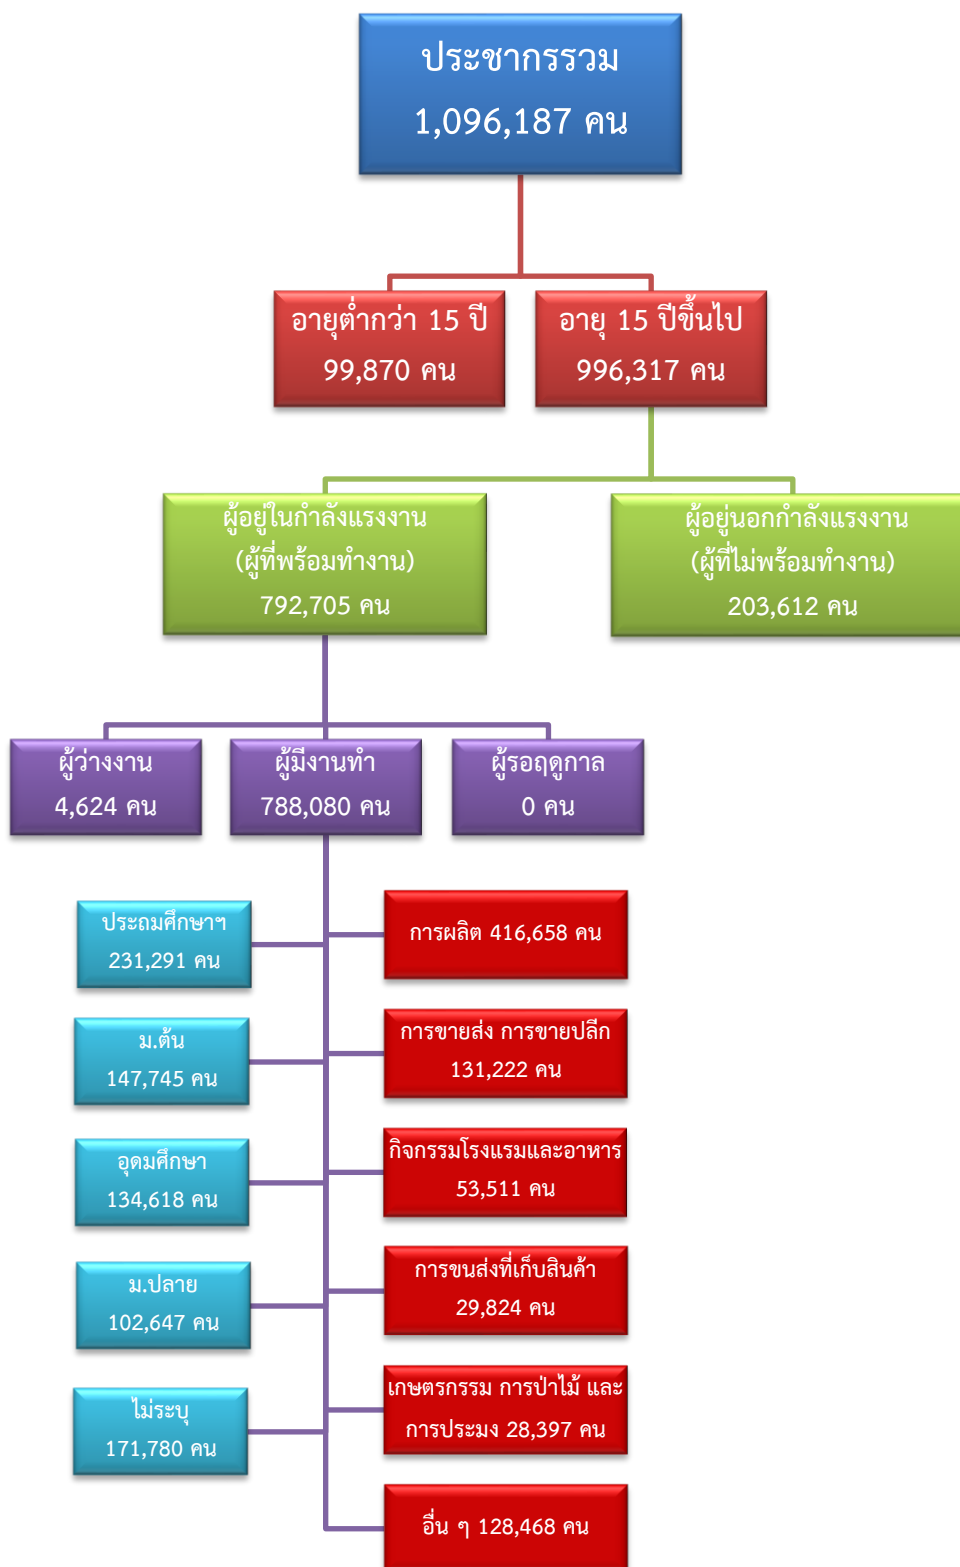 ประชากรรวม
1,096,187 คน
อายุต่ำกว่า 15 ปี
99,870 คน
อายุ 15 ปีขึ้นไป
996,317 คน
ผู้อยู่ในกำลังแรงงาน
(ผู้ที่พร้อมทำงาน)
792,705 คน
ผู้อยู่นอกกำลังแรงงาน
(ผู้ที่ไม่พร้อมทำงาน)
203,612 คน
ผู้ว่างงาน
4,624 คน
ผู้มีงานทำ
788,080 คน
ผู้รอฤดูกาล
0 คน
ประถมศึกษาฯ
231,291 คน
ม.ต้น
147,745 คน
อุดมศึกษา
134,618 คน
ม.ปลาย
102,647 คน
ไม่ระบุ
171,780 คน
การผลิต 416,658 คน
การขายส่ง การขายปลีก
131,222 คน
กิจกรรมโรงแรมและอาหาร
53,511 คน
การขนส่งที่เก็บสินค้า
29,824 คน
เกษตรกรรม การป่าไม้ และ
การประมง 28,397 คน
อื่น ๆ 128,468 คน